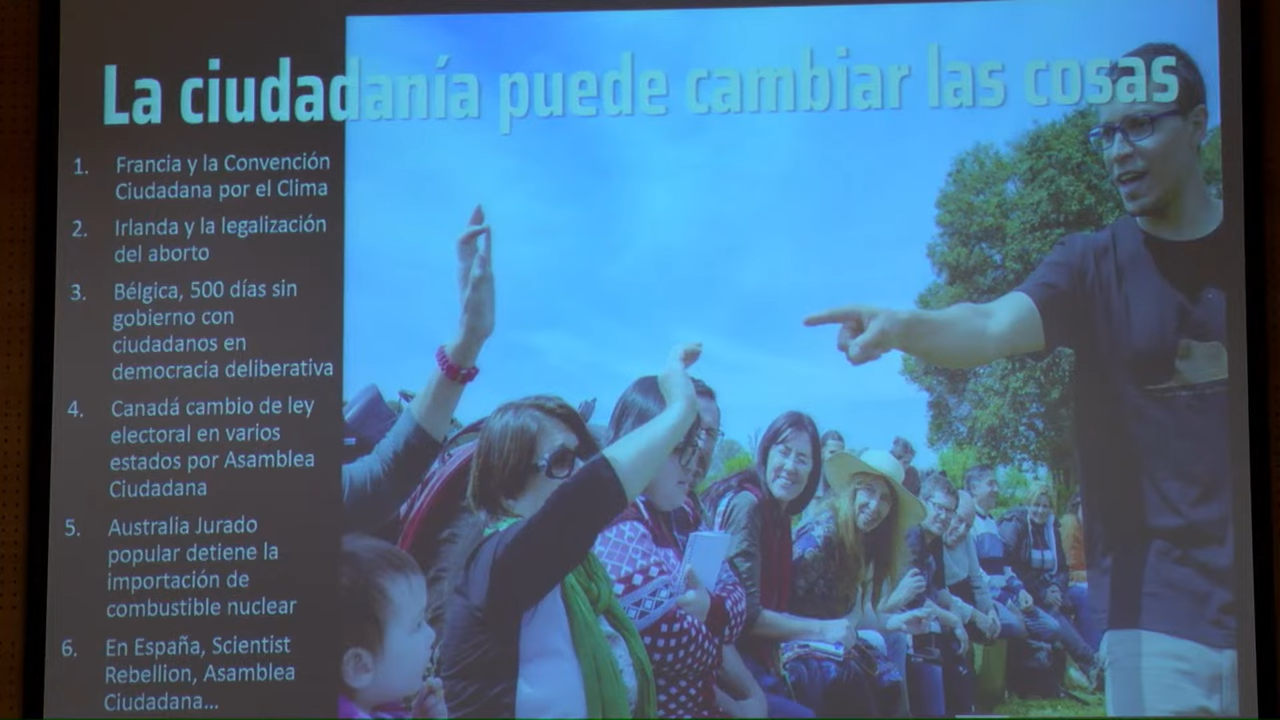 La ciudadanía puede cambiar las cosas
1. Francia y la Convención
Ciudadana por el Clima
2. Irlanda y la legalización
del aborto
3. Bélgica, 500 días sin
gobierno con
ciudadanos en
democracia deliberativa
4. Canadá cambio de ley
electoral en varios
estados por Asamblea
Ciudadana
5. Australia Jurado
popular detiene la
importación de
combustible nuclear
6. En España, Scientist
Rebellion, Asamblea
Ciudadana...